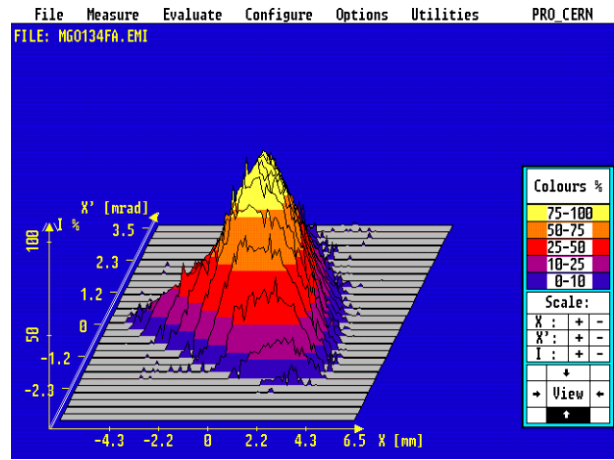 File Measure Evaluate Configure Options Utilities PRO_CERN
FILE: MGO134FA.EMI
X' [mrad]
I %
100
50
3.5
2.3
1.2
0
-1.2
-2.3
-4.3 -2.2 0 2.2 4.3 6.5 X [mm]
Colours %
75-100
50-75
25-50
10-25
0-10
Scale:
X : + -
X': + -
I : + -
View